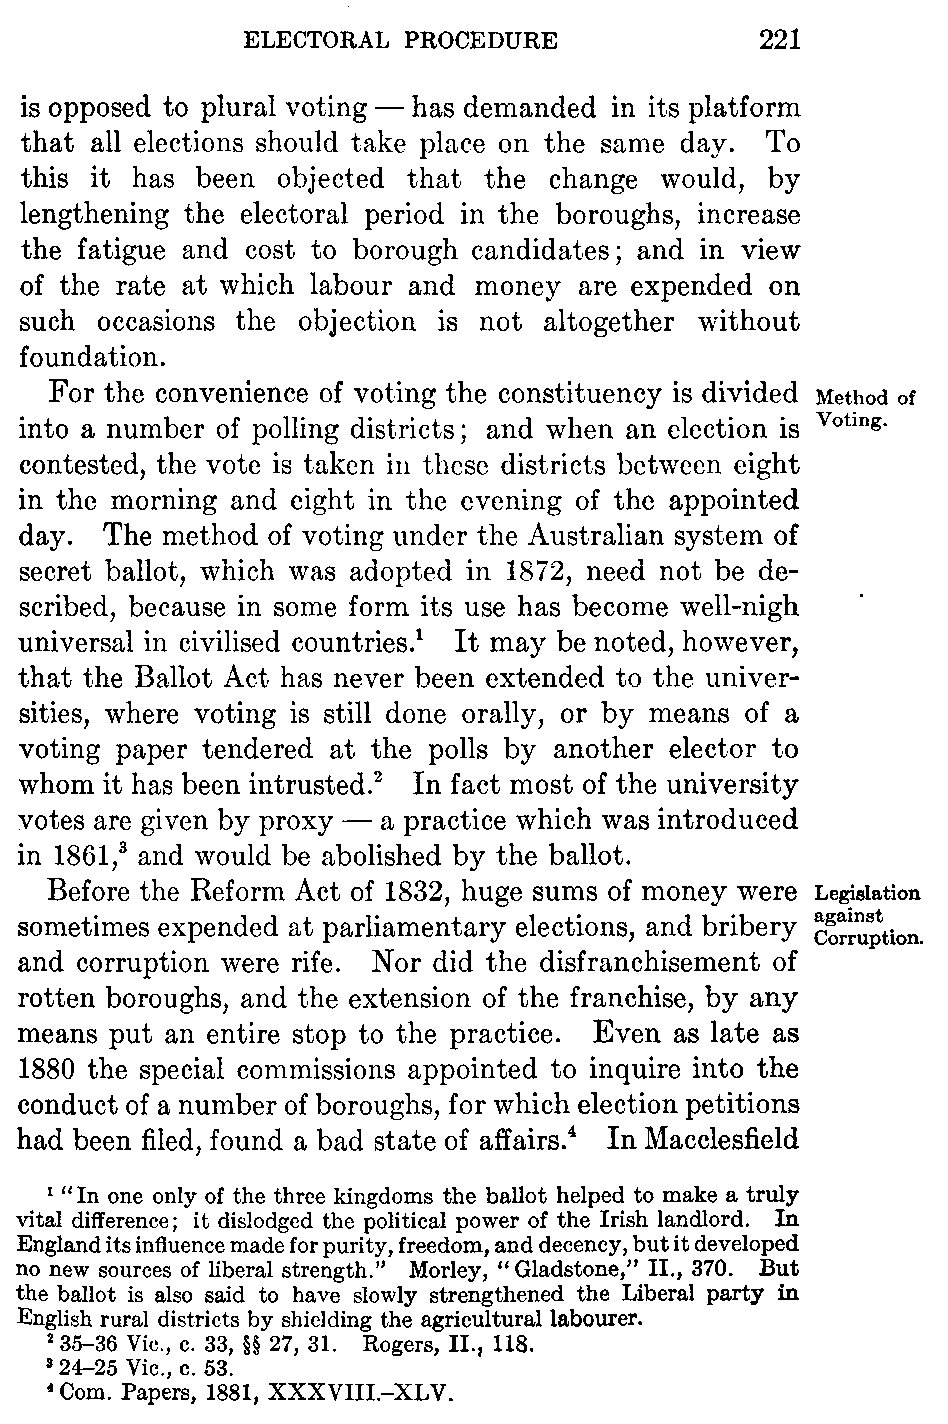 ELECTORAL PROCEDURE 221
is opposed to plural voting — has demanded in its platform
that all elections should take place on the same day. To
this it has been objected that the change would, by
lengthening the electoral period in the boroughs, increase
the fatigue and cost to borough candidates; and in view
of the rate at which labour and money are expended on
such occasions the objection is not altogether without
foundation.
For the convenience of voting the constituency is divided
Method of
into a number of polling districts; and when an election is
Voting.
contested, the vote is taken in these districts between eight
in the morning and eight in the evening of the appointed
day. The method of voting under the Australian system of
secret ballot, which was adopted in 1872, need not be de-
scribed, because in some form its use has become well-nigh
universal in civilised countries.¹ It may be noted, however,
that the Ballot Act has never been extended to the univer-
sities, where voting is still done orally, or by means of a
voting paper tendered at the polls by another elector to
whom it has been intrusted.² In fact most of the university
votes are given by proxy — a practice which was introduced
in 1861,³ and would be abolished by the ballot.
Before the Reform Act of 1832, huge sums of money were
Legislation
sometimes expended at parliamentary elections, and bribery
against
Corruption.
and corruption were rife. Nor did the disfranchisement of
rotten boroughs, and the extension of the franchise, by any
means put an entire stop to the practice. Even as late as
1880 the special commissions appointed to inquire into the
conduct of a number of boroughs, for which election petitions
had been filed, found a bad state of affairs.⁴ In Macclesfield
¹ "In one only of the three kingdoms the ballot helped to make a truly
vital difference; it dislodged the political power of the Irish landlord. In
England its influence made for purity, freedom, and decency, but it developed
no new sources of liberal strength." Morley, "Gladstone," II., 370. But
the ballot is also said to have slowly strengthened the Liberal party in
English rural districts by shielding the agricultural labourer.
² 35–36 Vic., c. 33, §§ 27, 31. Rogers, II., 118.
³ 24–25 Vic., c. 53.
⁴ Com. Papers, 1881, XXXVIII.–XLV.